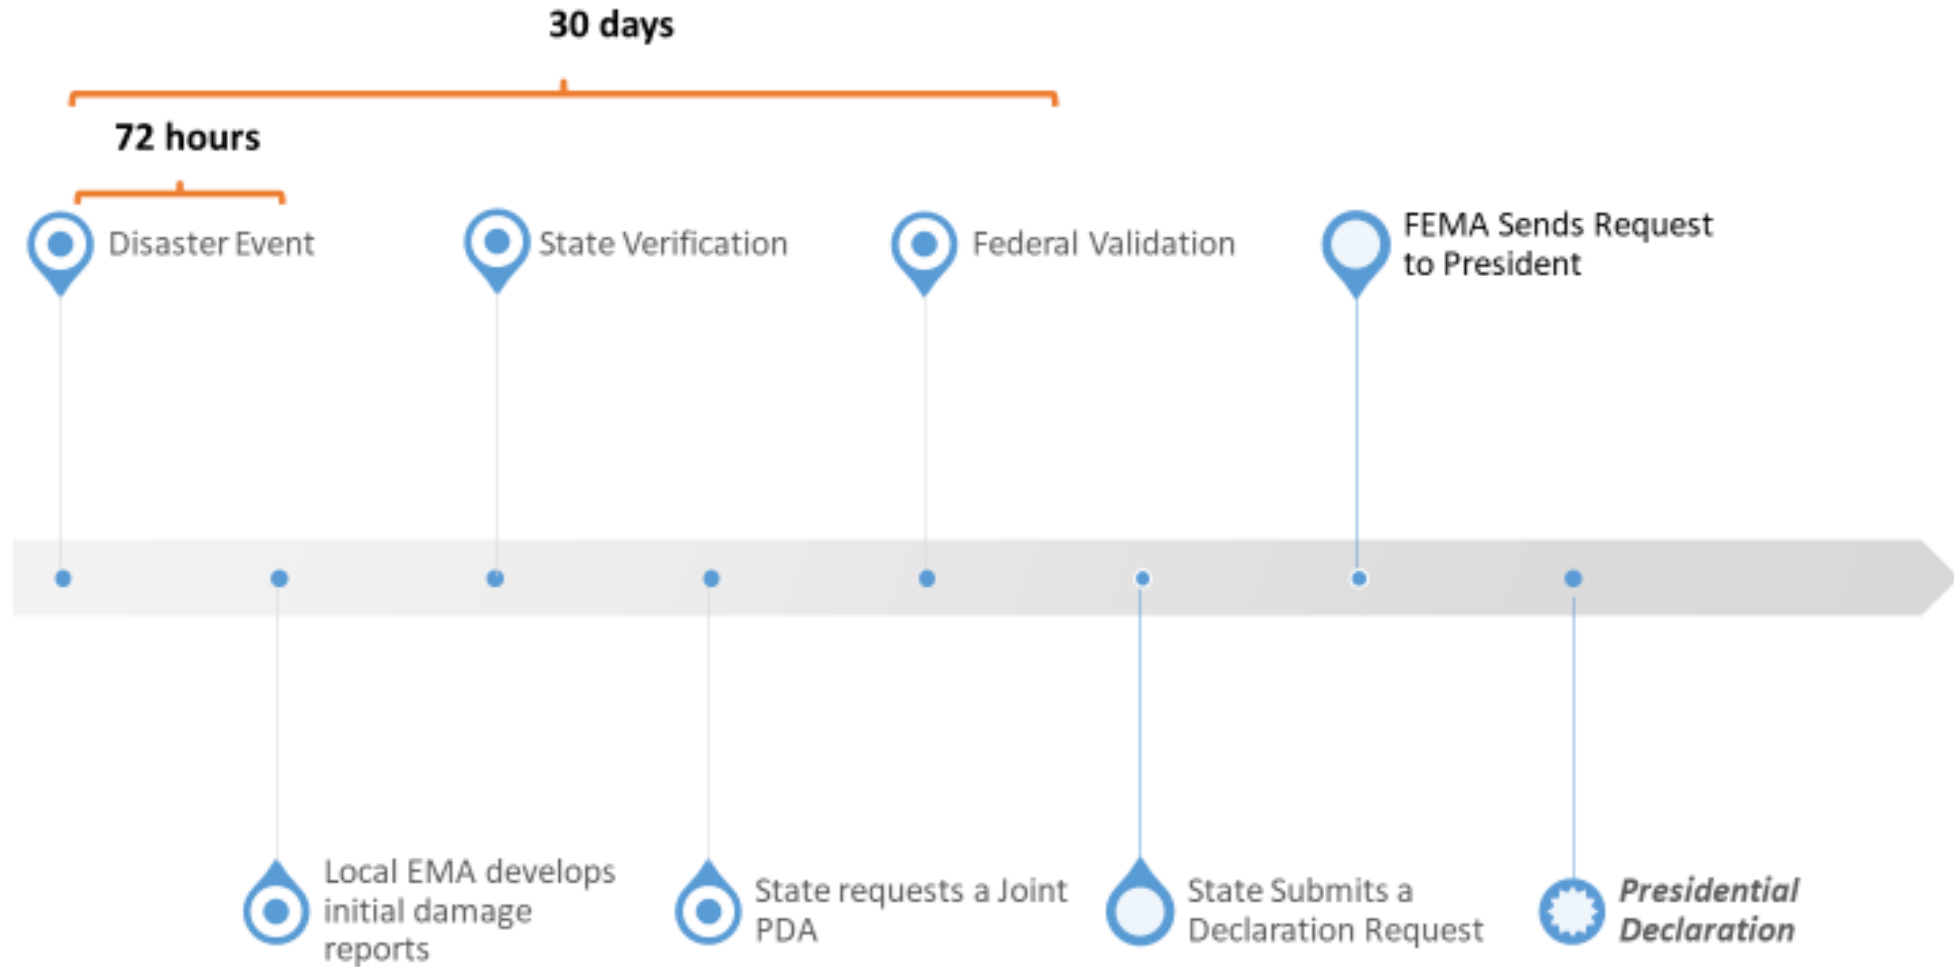 30 days
72 hours
Disaster Event
State Verification
Federal Validation
FEMA Sends Request
to President
Local EMA develops
initial damage
reports
State requests a Joint
PDA
State Submits a
Declaration Request
Presidential
Declaration